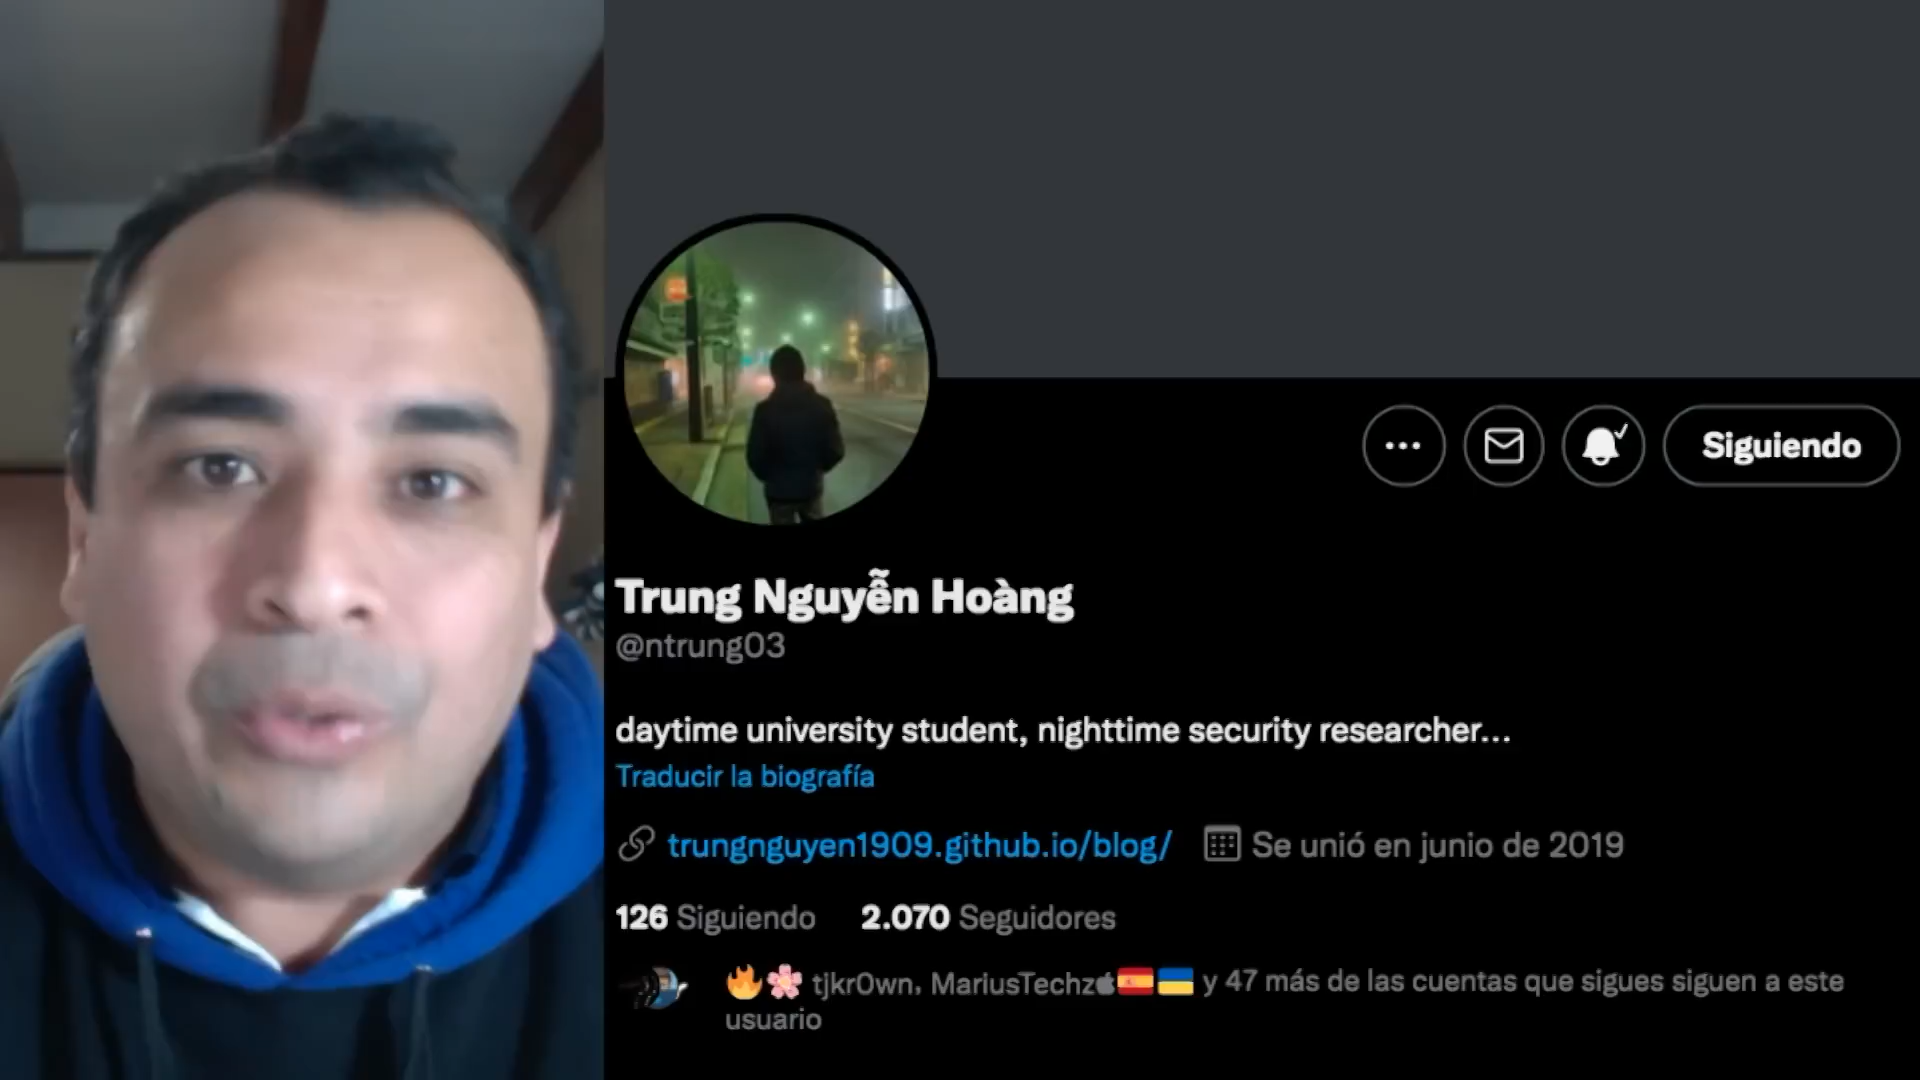 Siguiendo
Trung Nguyễn Hoàng
@ntrung03
daytime university student, nighttime security researcher...
Traducir la biografía
trungnguyen1909.github.io/blog/ Se unió en junio de 2019
126 Siguiendo 2.070 Seguidores
🔥🌸 tjkr0wn, MariusTechz🇪🇸🇺🇦 y 47 más de las cuentas que sigues siguen a este
usuario